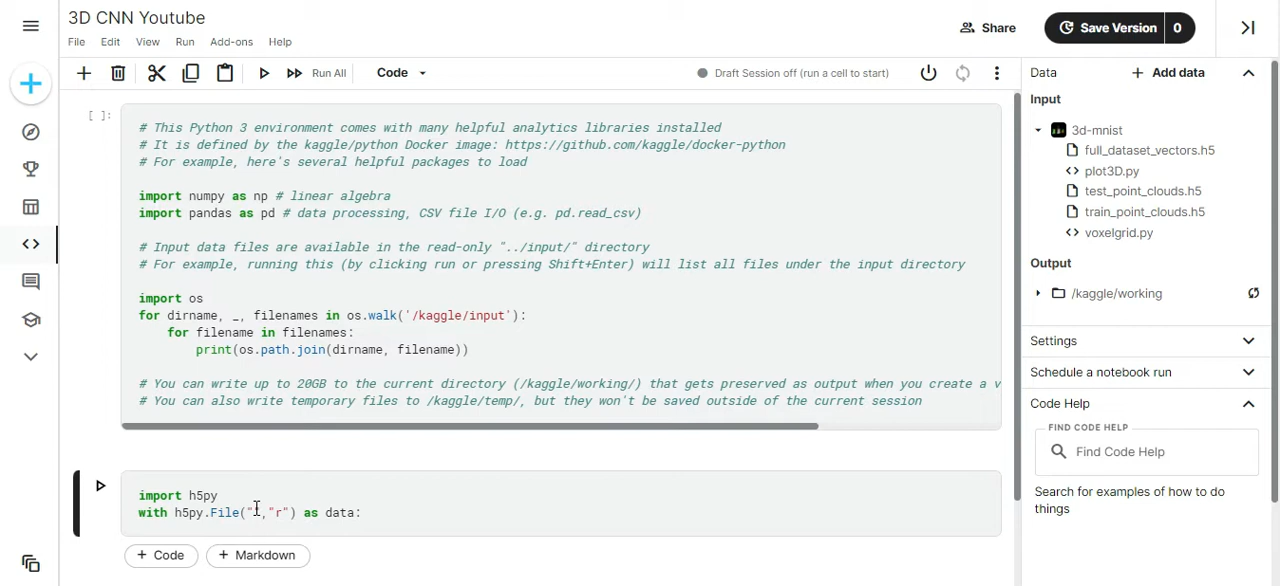 3D CNN Youtube
File Edit View Run Add-ons Help
Share
Save Version 0
Run All
Code
Draft Session off (run a cell to start)
[ ]:
# This Python 3 environment comes with many helpful analytics libraries installed
# It is defined by the kaggle/python Docker image: https://github.com/kaggle/docker-python
# For example, here's several helpful packages to load
import numpy as np # linear algebra
import pandas as pd # data processing, CSV file I/O (e.g. pd.read_csv)
# Input data files are available in the read-only "../input/" directory
# For example, running this (by clicking run or pressing Shift+Enter) will list all files under the input directory
import os
for dirname, _, filenames in os.walk('/kaggle/input'):
for filename in filenames:
print(os.path.join(dirname, filename))
# You can write up to 20GB to the current directory (/kaggle/working/) that gets preserved as output when you create a v
# You can also write temporary files to /kaggle/temp/, but they won't be saved outside of the current session
import h5py
with h5py.File("","r") as data:
+ Code + Markdown
Data
+ Add data
Input
3d-mnist
full_dataset_vectors.h5
plot3D.py
test_point_clouds.h5
train_point_clouds.h5
voxelgrid.py
Output
/kaggle/working
Settings
Schedule a notebook run
Code Help
FIND CODE HELP
Find Code Help
Search for examples of how to do
things